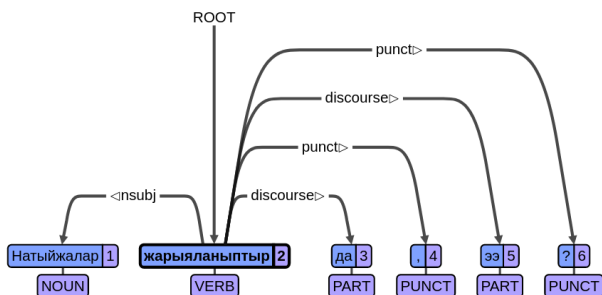 ROOT
punct▷
discourse▷
punct▷
◁nsubj discourse▷
Натыйжалар 1 жарыяланыптыр 2 да 3 , 4 ээ 5 ? 6
NOUN VERB PART PUNCT PART PUNCT